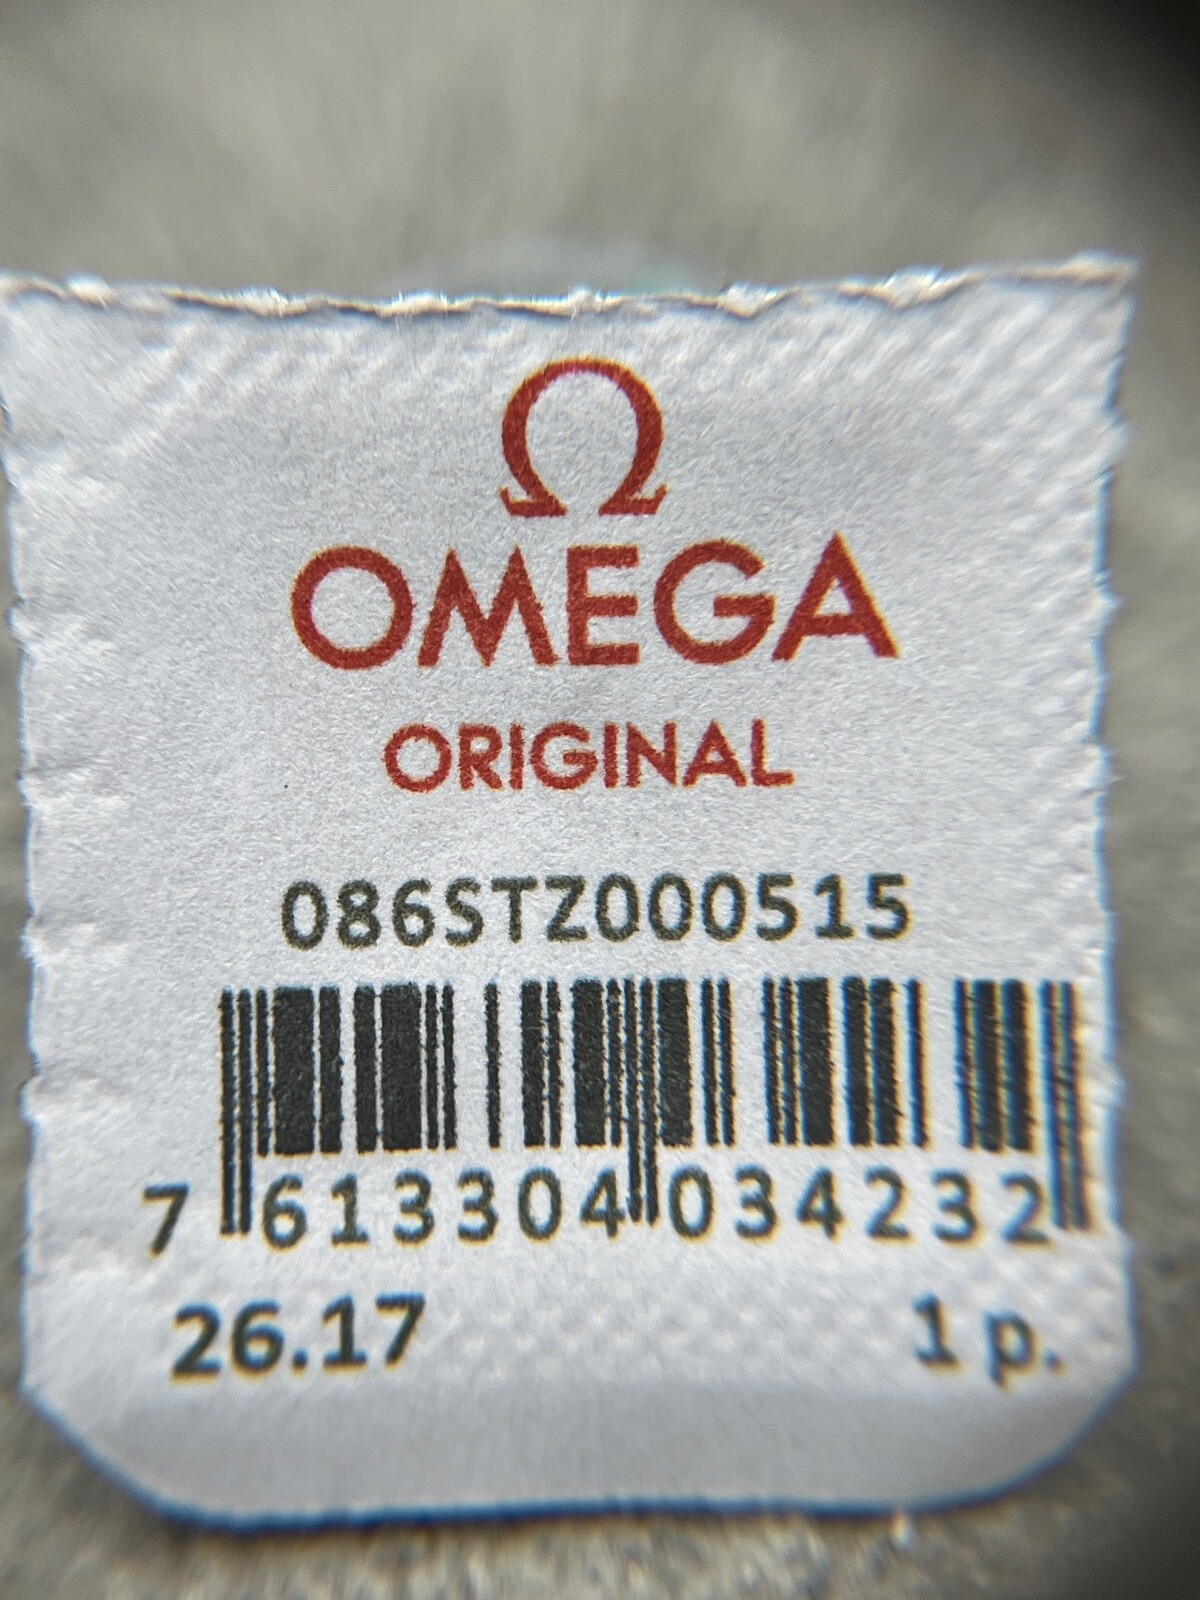 Ω
OMEGA
ORIGINAL
086STZ000515
7 613304 034232
26.17 1 p.